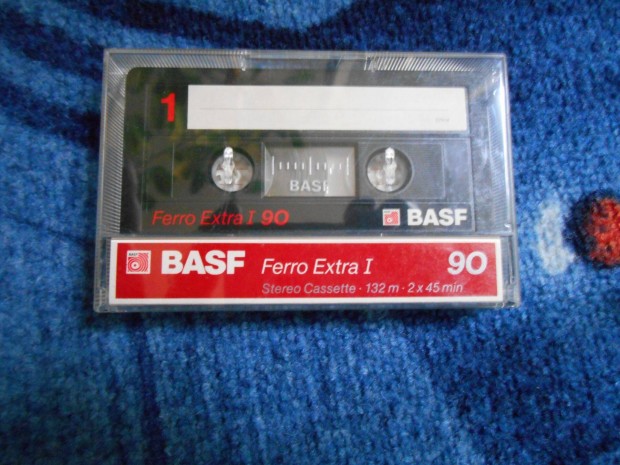 1
BASF
Ferro Extra I 90
BASF
BASF Ferro Extra I 90
Stereo Cassette · 132 m · 2 x 45 min